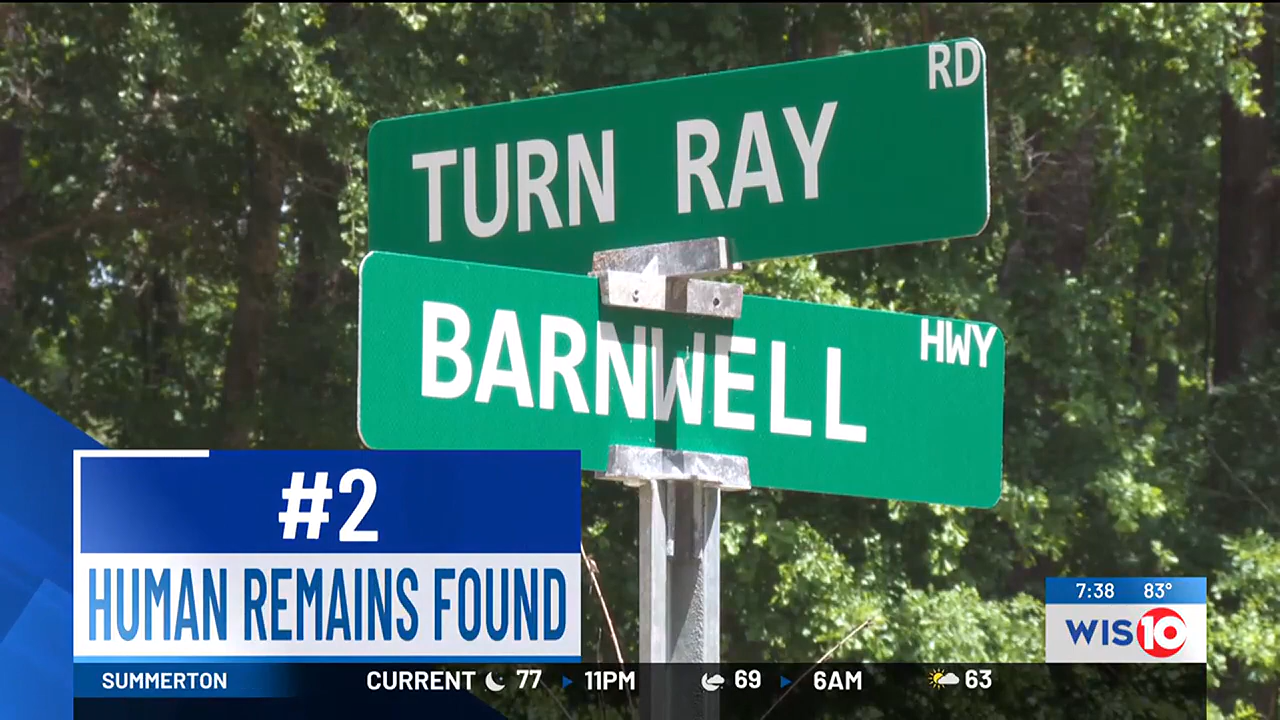 TURN RAY RD
BARNWELL HWY
#2
HUMAN REMAINS FOUND
7:38 83°
WIS10
SUMMERTON CURRENT 77 11PM 69 6AM 63